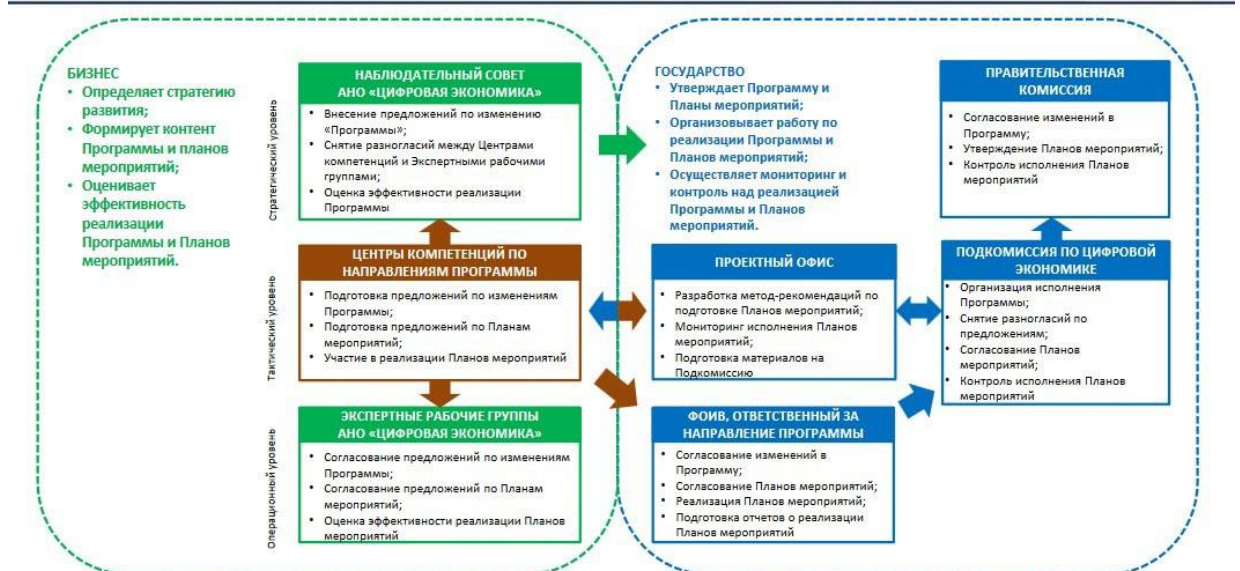 БИЗНЕС
• Определяет стратегию
развития;
• Формирует контент
Программы и планов
мероприятий;
• Оценивает
эффективность
реализации
Программы и Планов
мероприятий.
Стратегический уровень
НАБЛЮДАТЕЛЬНЫЙ СОВЕТ
АНО «ЦИФРОВАЯ ЭКОНОМИКА»
• Внесение предложений по изменению
«Программы»;
• Снятие разногласий между Центрами
компетенций и Экспертными рабочими
группами;
• Оценка эффективности реализации
Программы
Тактический уровень
ЦЕНТРЫ КОМПЕТЕНЦИЙ ПО
НАПРАВЛЕНИЯМ ПРОГРАММЫ
• Подготовка предложений по изменениям
Программы;
• Подготовка предложений по Планам
мероприятий;
• Участие в реализации Планов мероприятий
Операционный уровень
ЭКСПЕРТНЫЕ РАБОЧИЕ ГРУППЫ
АНО «ЦИФРОВАЯ ЭКОНОМИКА»
• Согласование предложений по изменениям
Программы;
• Согласование предложений по Планам
мероприятий;
• Оценка эффективности реализации Планов
мероприятий
ГОСУДАРСТВО
• Утверждает Программу и
Планы мероприятий;
• Организовывает работу по
реализации Программы и
Планов мероприятий;
• Осуществляет мониторинг и
контроль над реализацией
Программы и Планов
мероприятий.
ПРОЕКТНЫЙ ОФИС
• Разработка метод-рекомендаций по
подготовке Планов мероприятий;
• Мониторинг исполнения Планов
мероприятий;
• Подготовка материалов на
Подкомиссию
ФОИВ, ОТВЕТСТВЕННЫЙ ЗА
НАПРАВЛЕНИЕ ПРОГРАММЫ
• Согласование изменений в
Программу;
• Согласование Планов мероприятий;
• Реализация Планов мероприятий;
• Подготовка отчетов о реализации
Планов мероприятий
ПРАВИТЕЛЬСТВЕННАЯ
КОМИССИЯ
• Согласование изменений в
Программу;
• Утверждение Планов мероприятий;
• Контроль исполнения Планов
мероприятий
ПОДКОМИССИЯ ПО ЦИФРОВОЙ
ЭКОНОМИКЕ
• Организация исполнения
Программы;
• Снятие разногласий по
предложениям;
• Согласование Планов
мероприятий;
• Контроль исполнения Планов
мероприятий